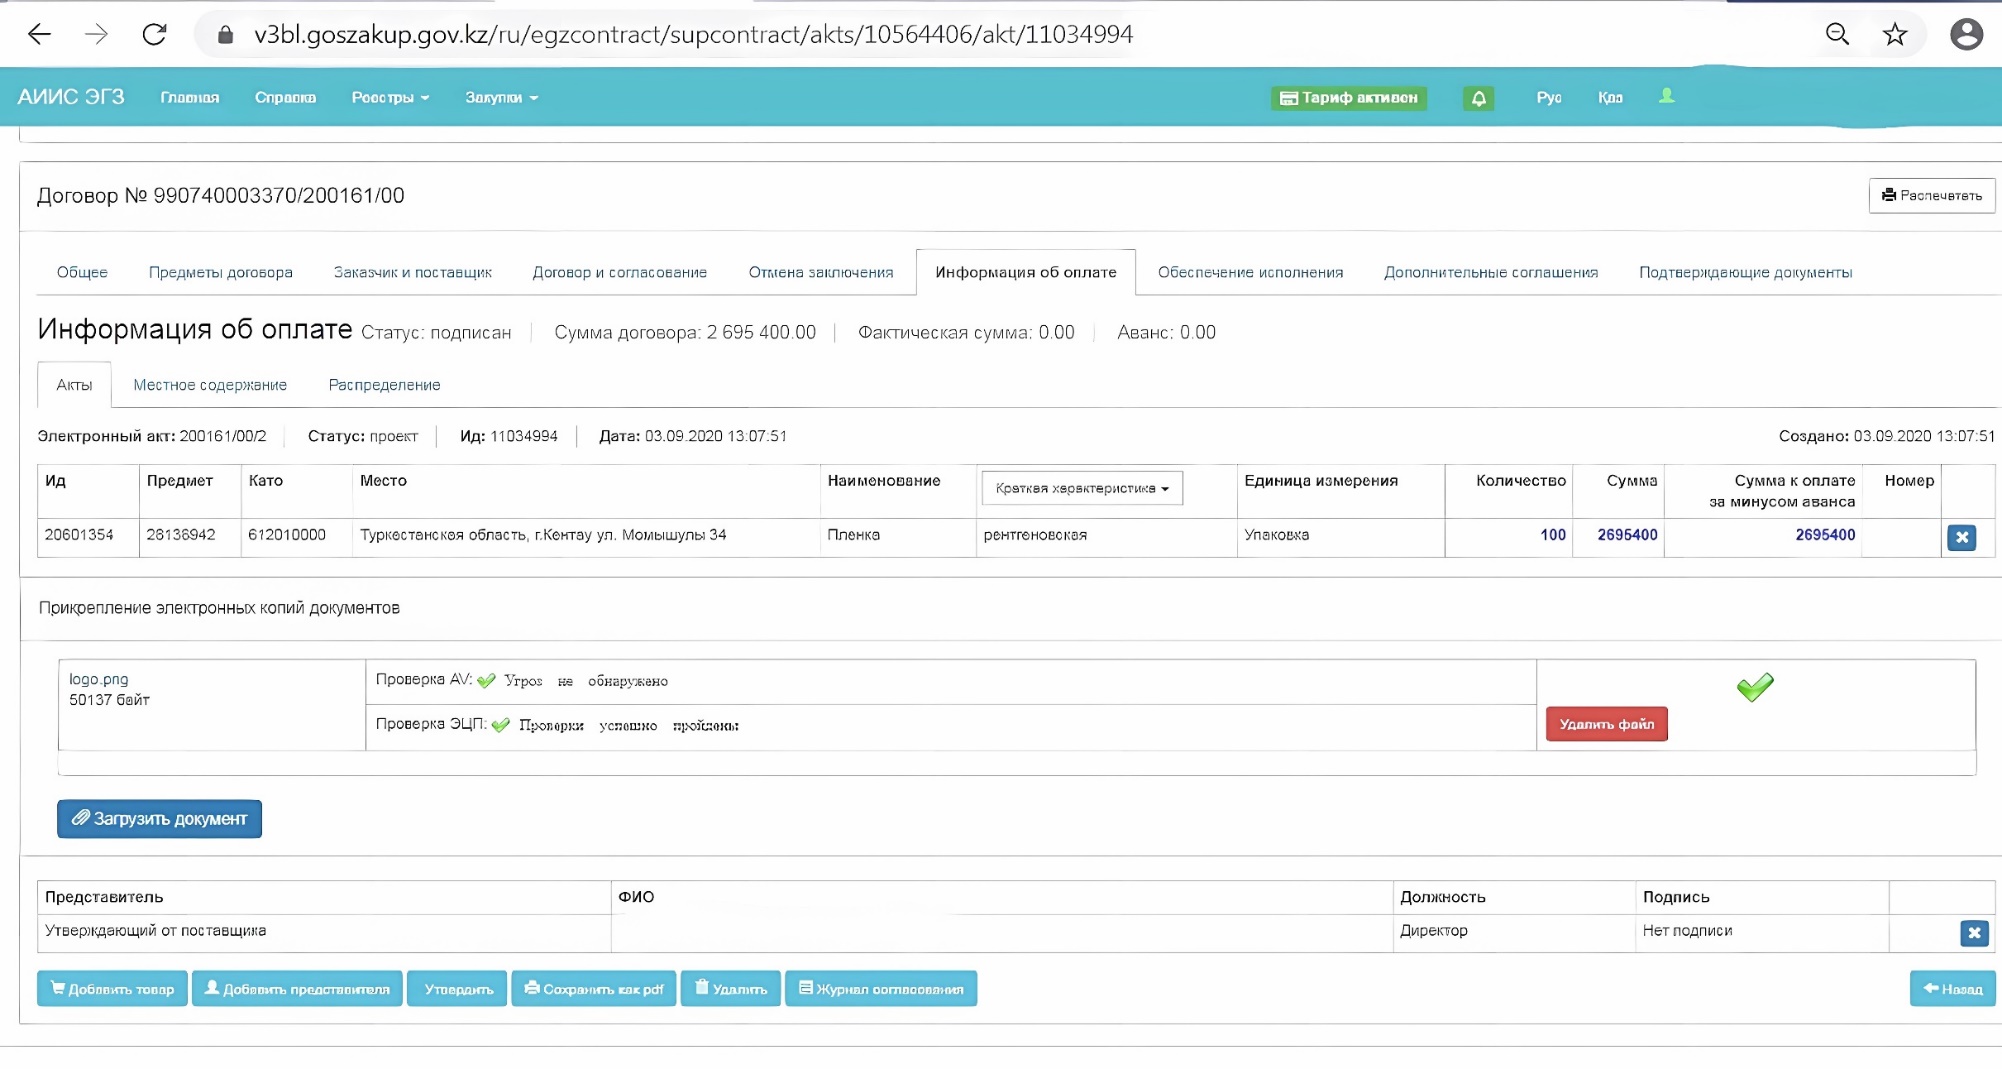 v3bl.goszakup.gov.kz/ru/egzcontract/supcontract/akts/10564406/akt/11034994
АИИС ЭГЗ Главная Справка Реестры Закупки Тариф активен Рус Қаз
Договор № 990740003370/200161/00 Распечатать
Общее Предметы договора Заказчик и поставщик Договор и согласование Отмена заключения Информация об оплате Обеспечение исполнения Дополнительные соглашения Подтверждающие документы
Информация об оплате Статус: подписан Сумма договора: 2 695 400.00 Фактическая сумма: 0.00 Аванс: 0.00
Акты Местное содержание Распределение
Электронный акт: 200161/00/2 Статус: проект Ид: 11034994 Дата: 03.09.2020 13:07:51 Создано: 03.09.2020 13:07:51
Ид Предмет Като Место Наименование Краткая характеристика Единица измерения Количество Сумма Сумма к оплате Номер
за минусом аванса
20601354 28136942 612010000 Туркестанская область, г.Кентау ул. Момышулы 34 Пленка рентгеновская Упаковка 100 2695400 2695400
Прикрепление электронных копий документов
logo.png
50137 байт
Проверка AV: Угроз не обнаружено
Проверка ЭЦП: Проверки успешно пройдены
Удалить файл
Загрузить документ
Представитель ФИО Должность Подпись
Утверждающий от поставщика Директор Нет подписи
Добавить товар Добавить представителя Утвердить Сохранить как pdf Удалить Журнал согласования Назад